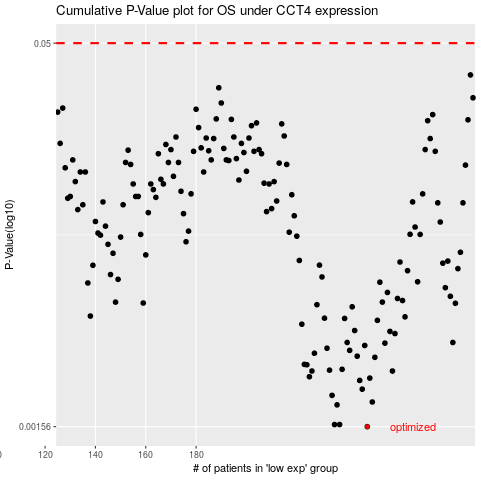 Cumulative P-Value plot for OS under CCT4 expression
0.05
P-Value(log10)
0.00156
optimized
0 120 140 160 180
# of patients in 'low exp' group